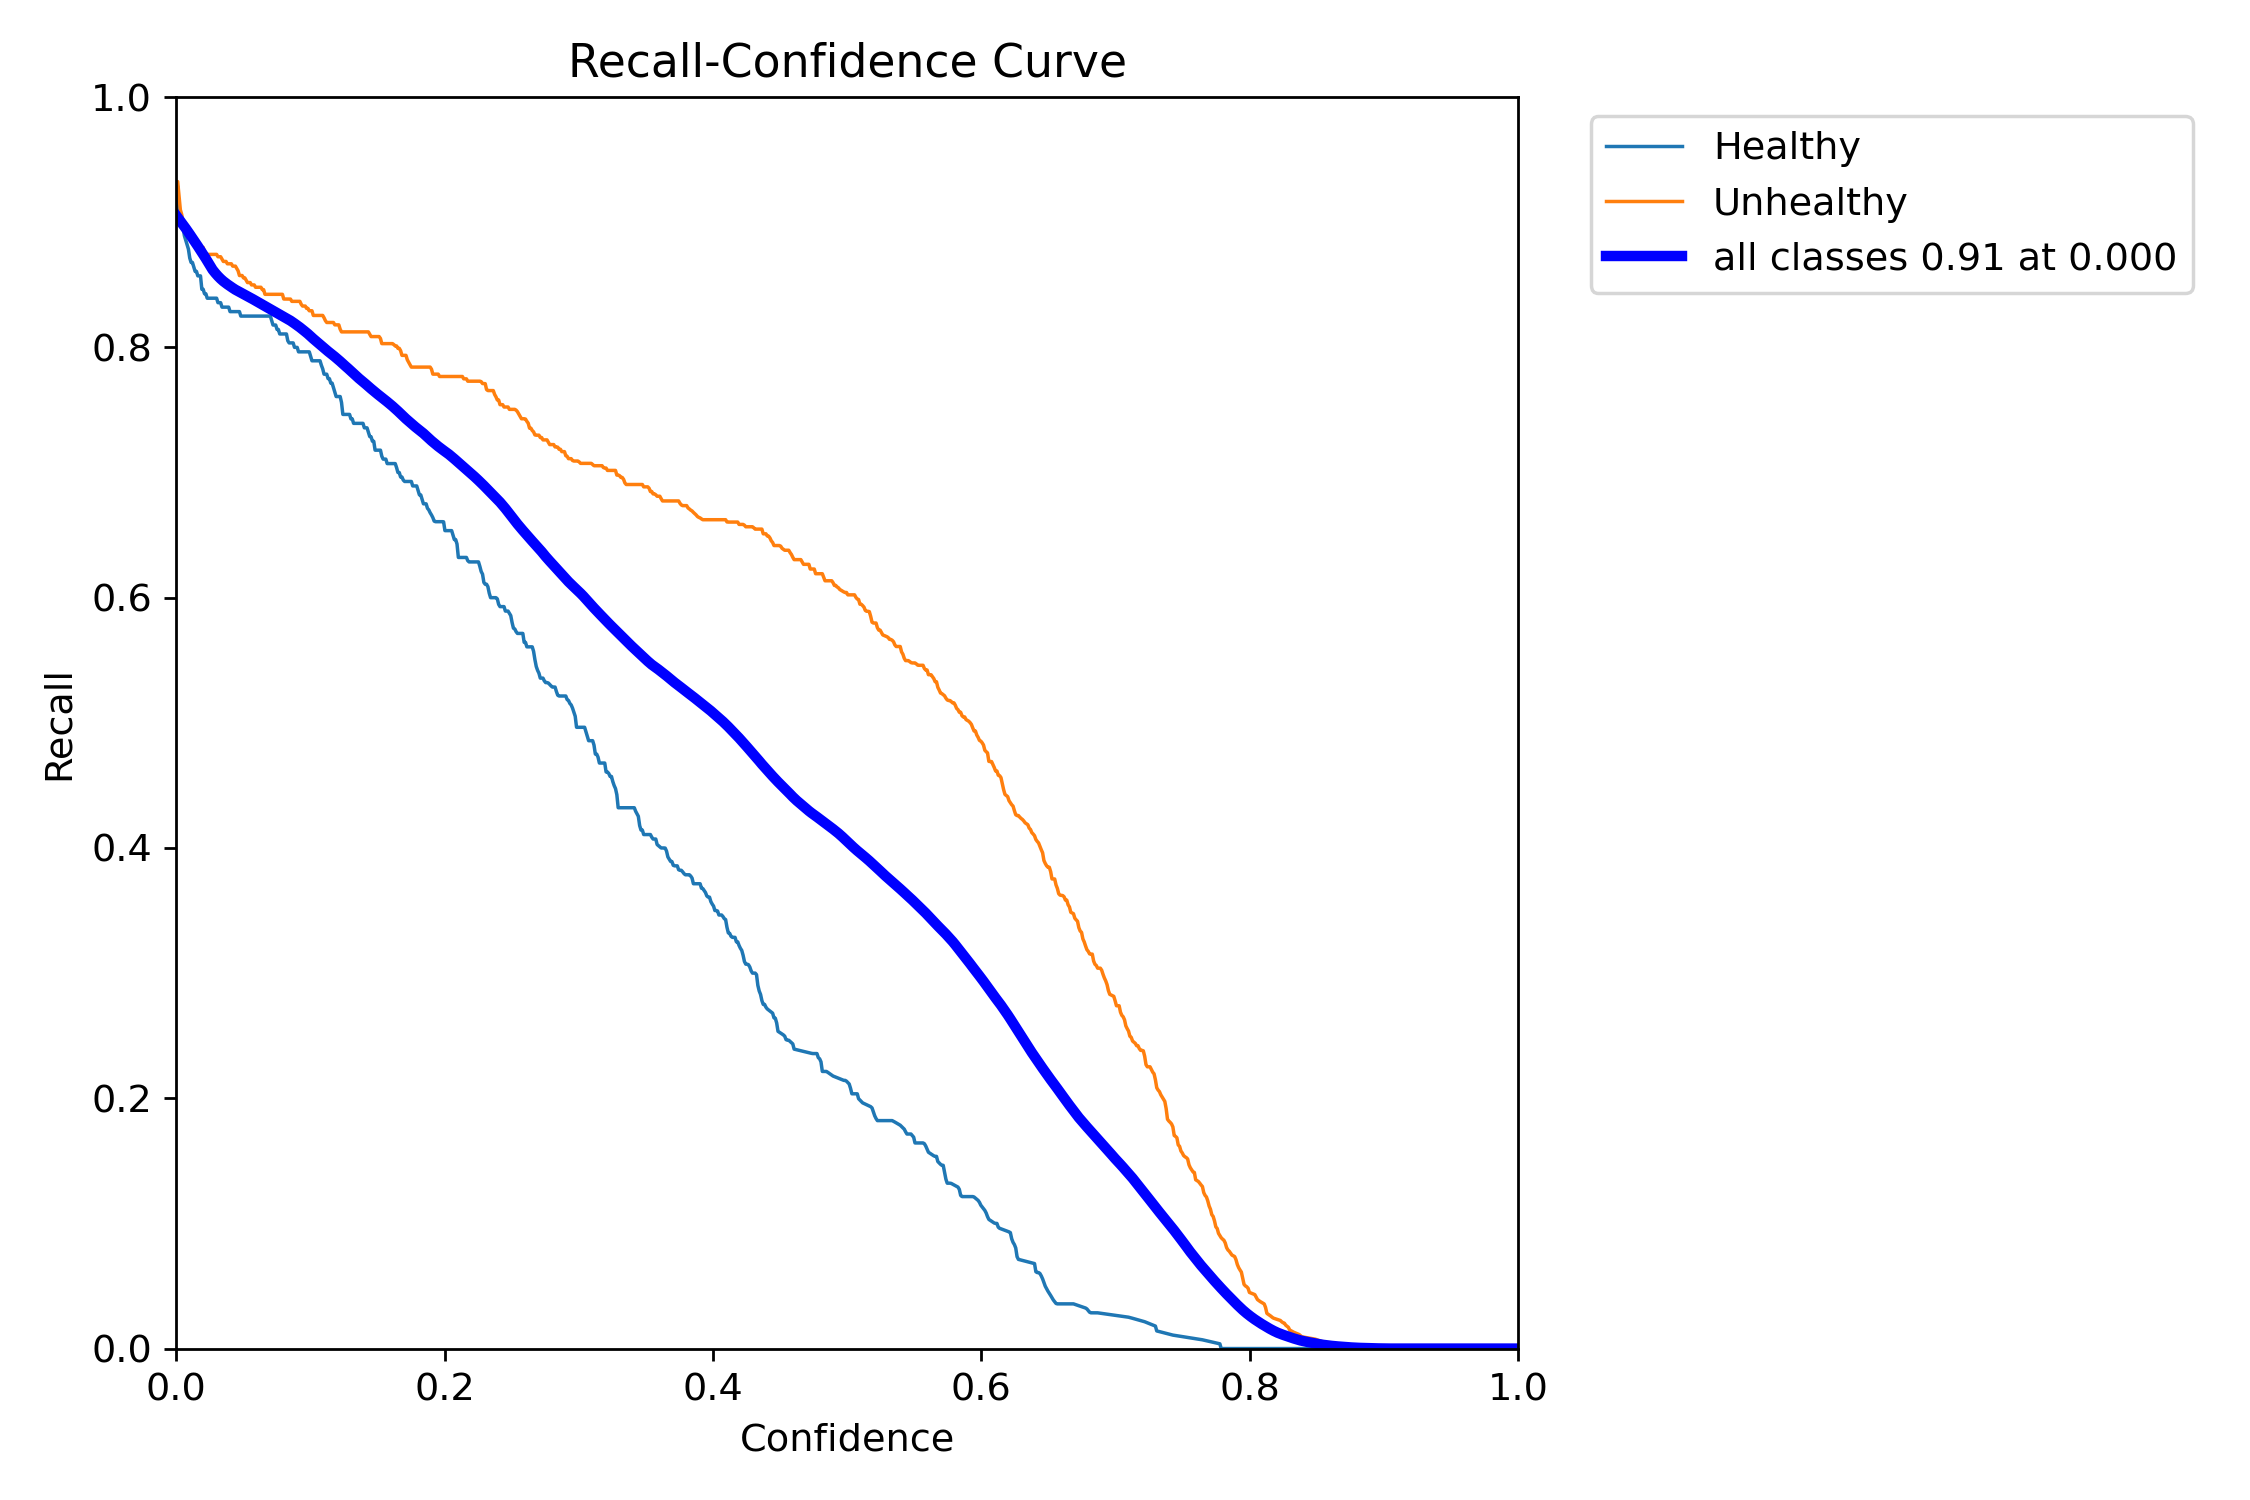 Recall-Confidence Curve
1.0
0.8
0.6
0.4
0.2
0.0
Recall
0.0 0.2 0.4 0.6 0.8 1.0
Confidence
Healthy
Unhealthy
all classes 0.91 at 0.000